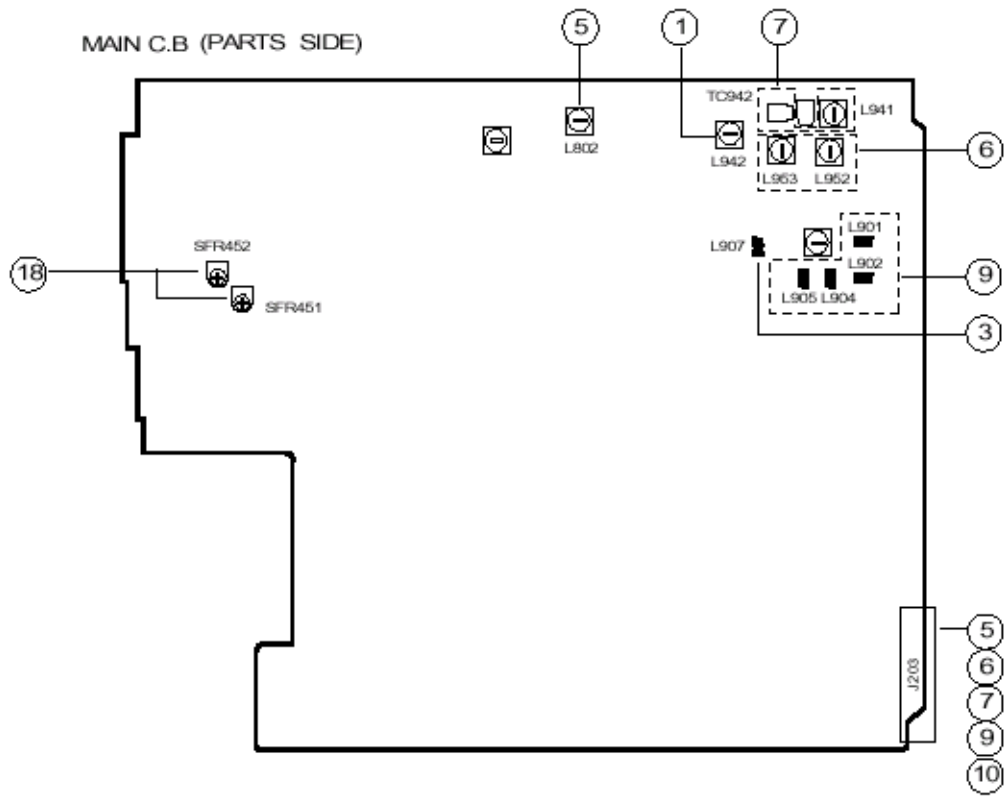 MAIN C.B (PARTS SIDE)
5
1
7
TC942
L941
L802
L942
6
L953
L952
L901
L907
SFR452
L902
18
9
L905
L904
SFR451
3
J203
5
6
7
9
10